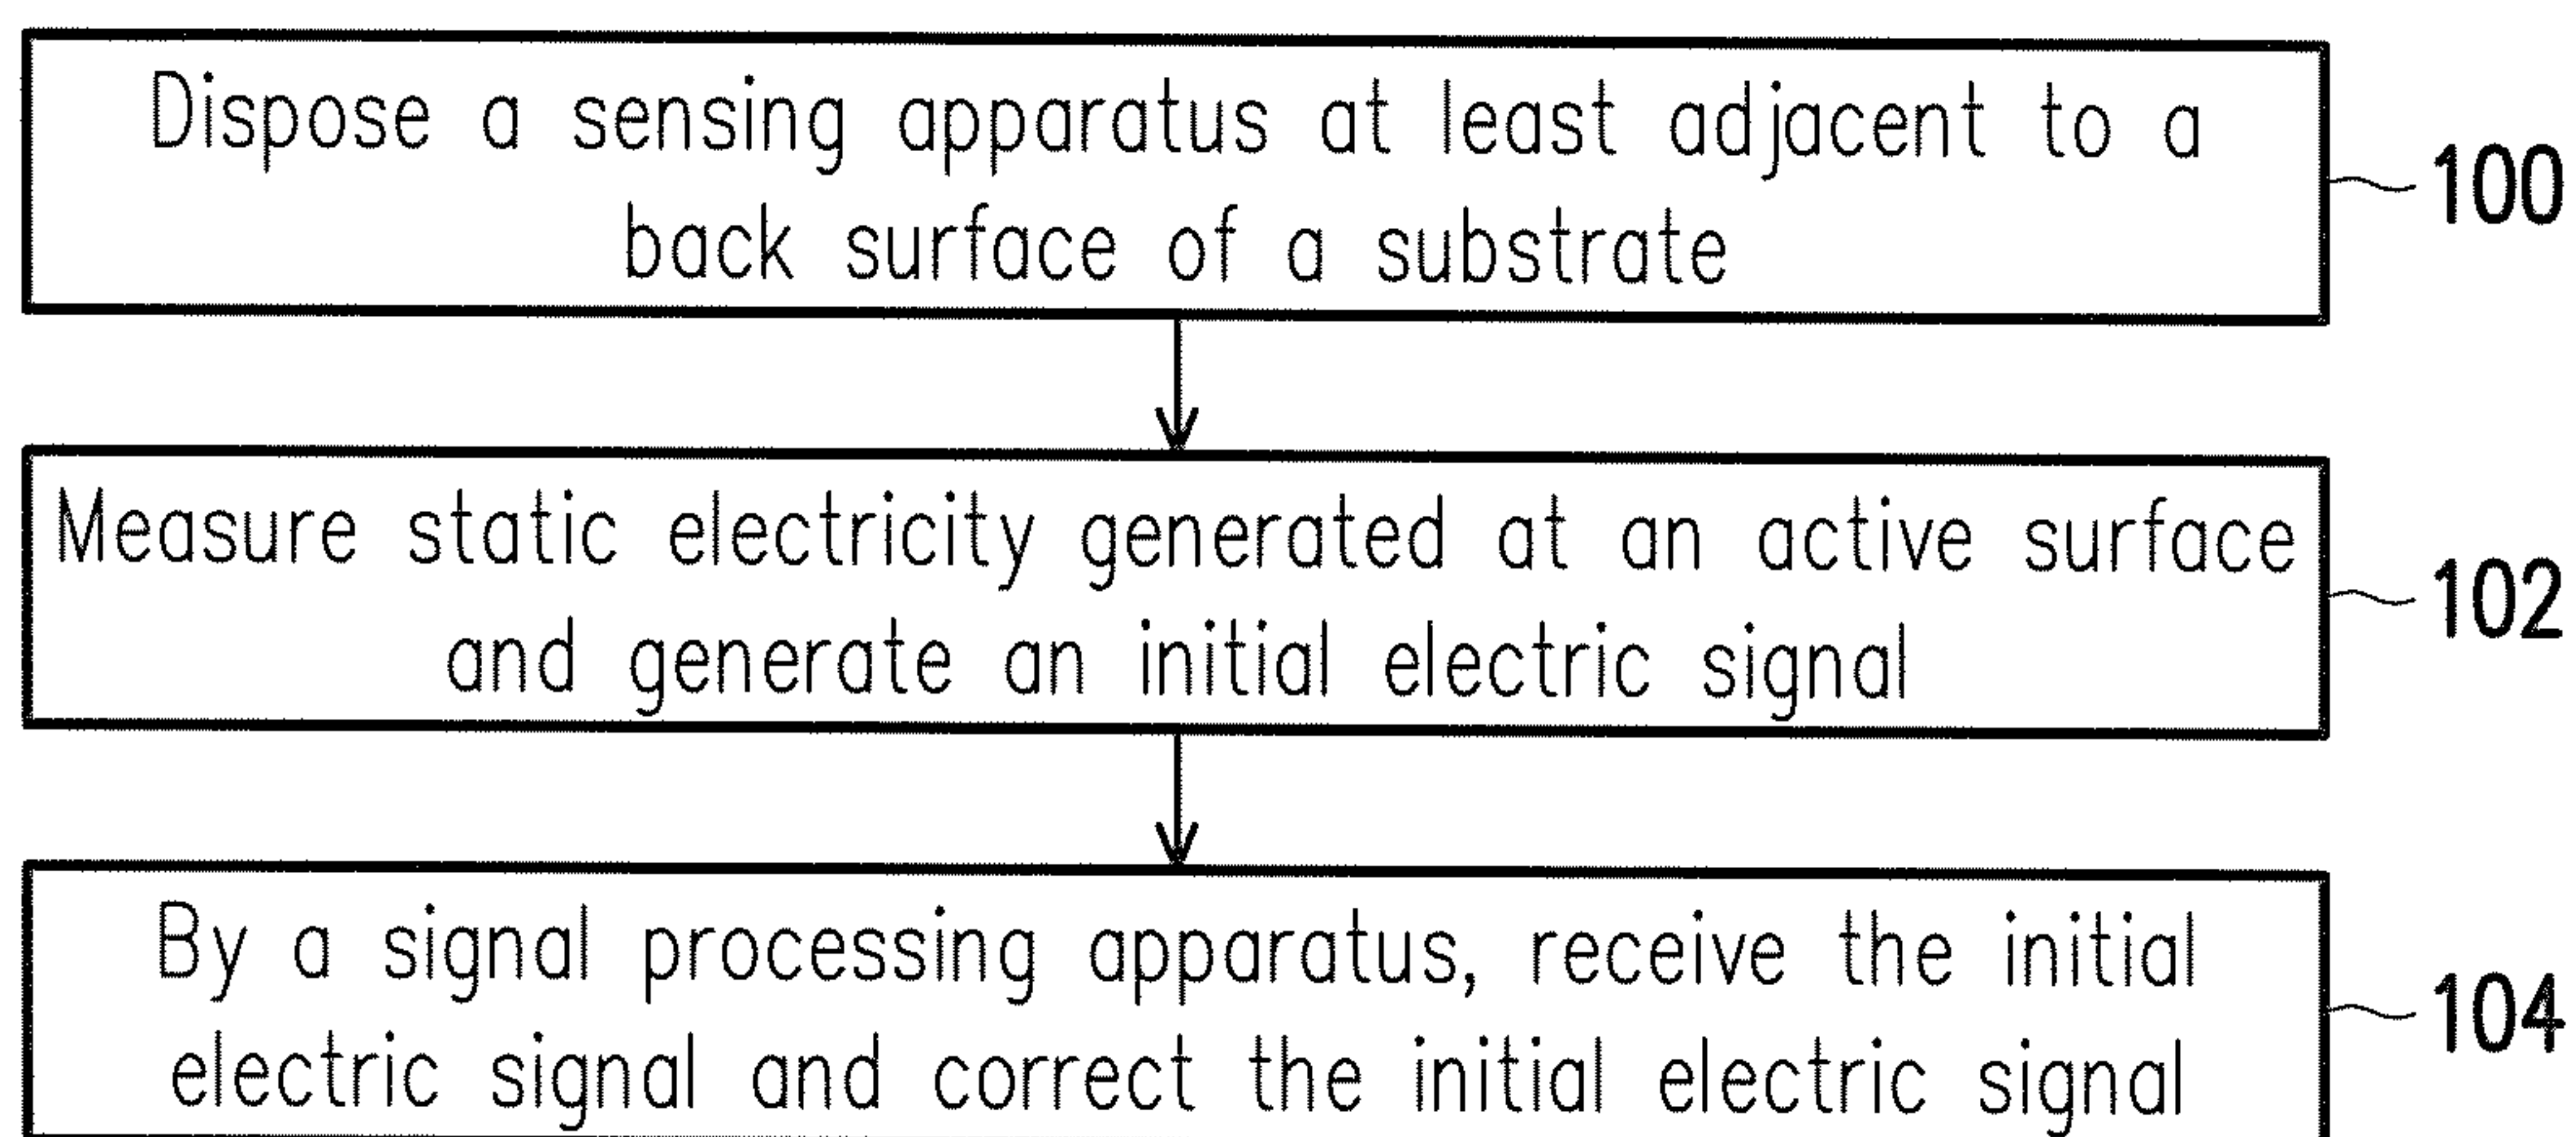 Dispose a sensing apparatus at least adjacent to a
back surface of a substrate
100
Measure static electricity generated at an active surface
and generate an initial electric signal
102
By a signal processing apparatus, receive the initial
electric signal and correct the initial electric signal
104